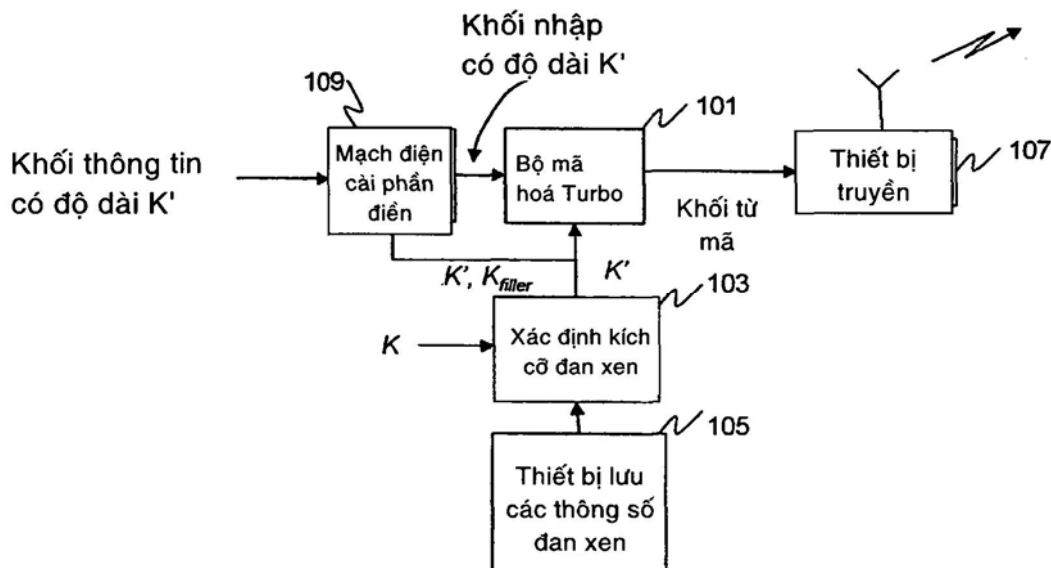 Khối nhập
có độ dài K'
109
101
Khối thông tin
có độ dài K'
Mạch điện
cài phần
điền
Bộ mã
hoá Turbo
Thiết bị
truyền
107
Khối từ
mã
K', K_filler
K'
103
K
Xác định kích
cỡ đan xen
105
Thiết bị lưu
các thông số
đan xen